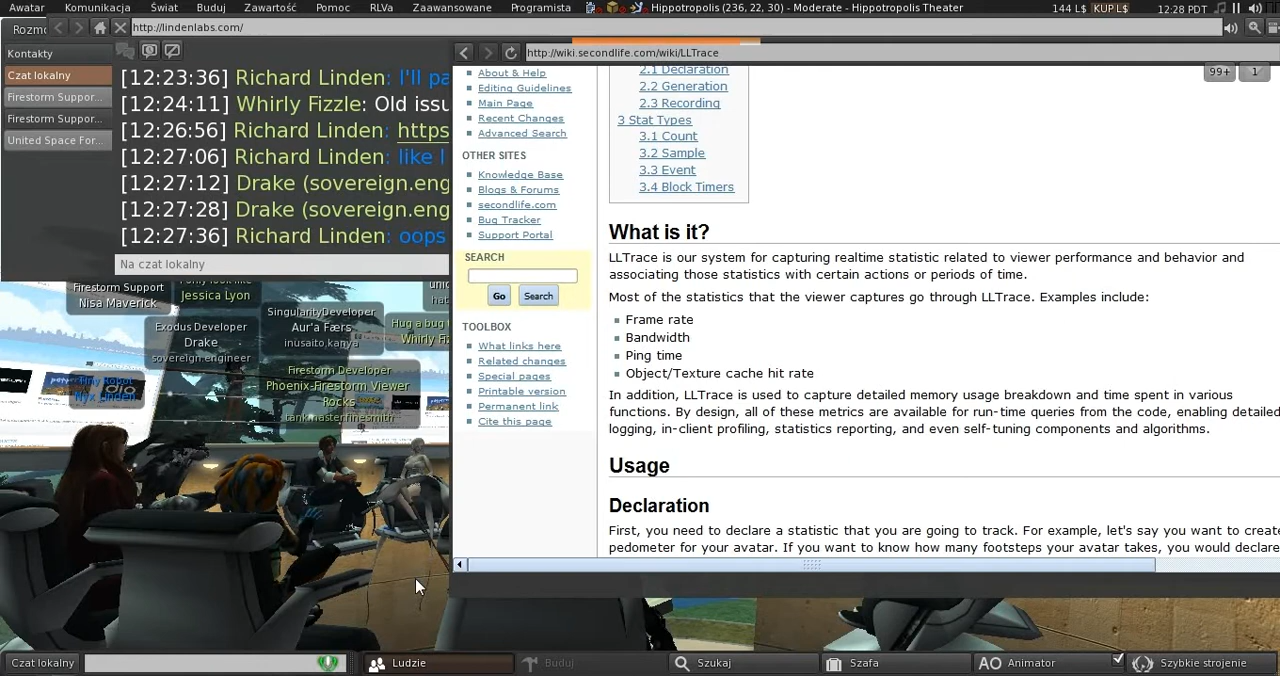 Awatar Komunikacja Świat Buduj Zawartość Pomoc RLVa Zaawansowane Programista Hippotropolis (236, 22, 30) - Moderate - Hippotropolis Theater 144 L$ KUP L$ 12:28 PDT
Rozmo
http://lindenlabs.com/
Kontakty
Czat lokalny
Firestorm Suppor...
Firestorm Suppor...
United Space For...
[12:23:36] Richard Linden: I'll pa
[12:24:11] Whirly Fizzle: Old issu
[12:26:56] Richard Linden: https
[12:27:06] Richard Linden: like I
[12:27:12] Drake (sovereign.eng
[12:27:28] Drake (sovereign.eng
[12:27:36] Richard Linden: oops
Na czat lokalny
http://wiki.secondlife.com/wiki/LLTrace
99+ 1
About & Help
Editing Guidelines
Main Page
Recent Changes
Advanced Search
OTHER SITES
Knowledge Base
Blogs & Forums
secondlife.com
Bug Tracker
Support Portal
SEARCH
Go Search
TOOLBOX
What links here
Related changes
Special pages
Printable version
Permanent link
Cite this page
2.1 Declaration
2.2 Generation
2.3 Recording
3 Stat Types
3.1 Count
3.2 Sample
3.3 Event
3.4 Block Timers
What is it?
LLTrace is our system for capturing realtime statistic related to viewer performance and behavior and
associating those statistics with certain actions or periods of time.
Most of the statistics that the viewer captures go through LLTrace. Examples include:
Frame rate
Bandwidth
Ping time
Object/Texture cache hit rate
In addition, LLTrace is used to capture detailed memory usage breakdown and time spent in various
functions. By design, all of these metrics are available for run-time queries from the code, enabling detailed
logging, in-client profiling, statistics reporting, and even self-tuning components and algorithms.
Usage
Declaration
First, you need to declare a statistic that you are going to track. For example, let's say you want to create
pedometer for your avatar. If you want to know how many footsteps your avatar takes, you would declare
Firestorm Support
Nisa Maverick
Jessica Lyon
Exodus Developer
Drake
sovereign.engineer
SingularityDeveloper
Aur'a Færs
inusaito.kanya
Hug a bug
Whirly Fiz
Firestorm Developer
Phoenix-Firestorm Viewer
Rocks
tankmaster.finesmith
Czat lokalny Ludzie Buduj Szukaj Szafa AO Animator Szybkie strojenie